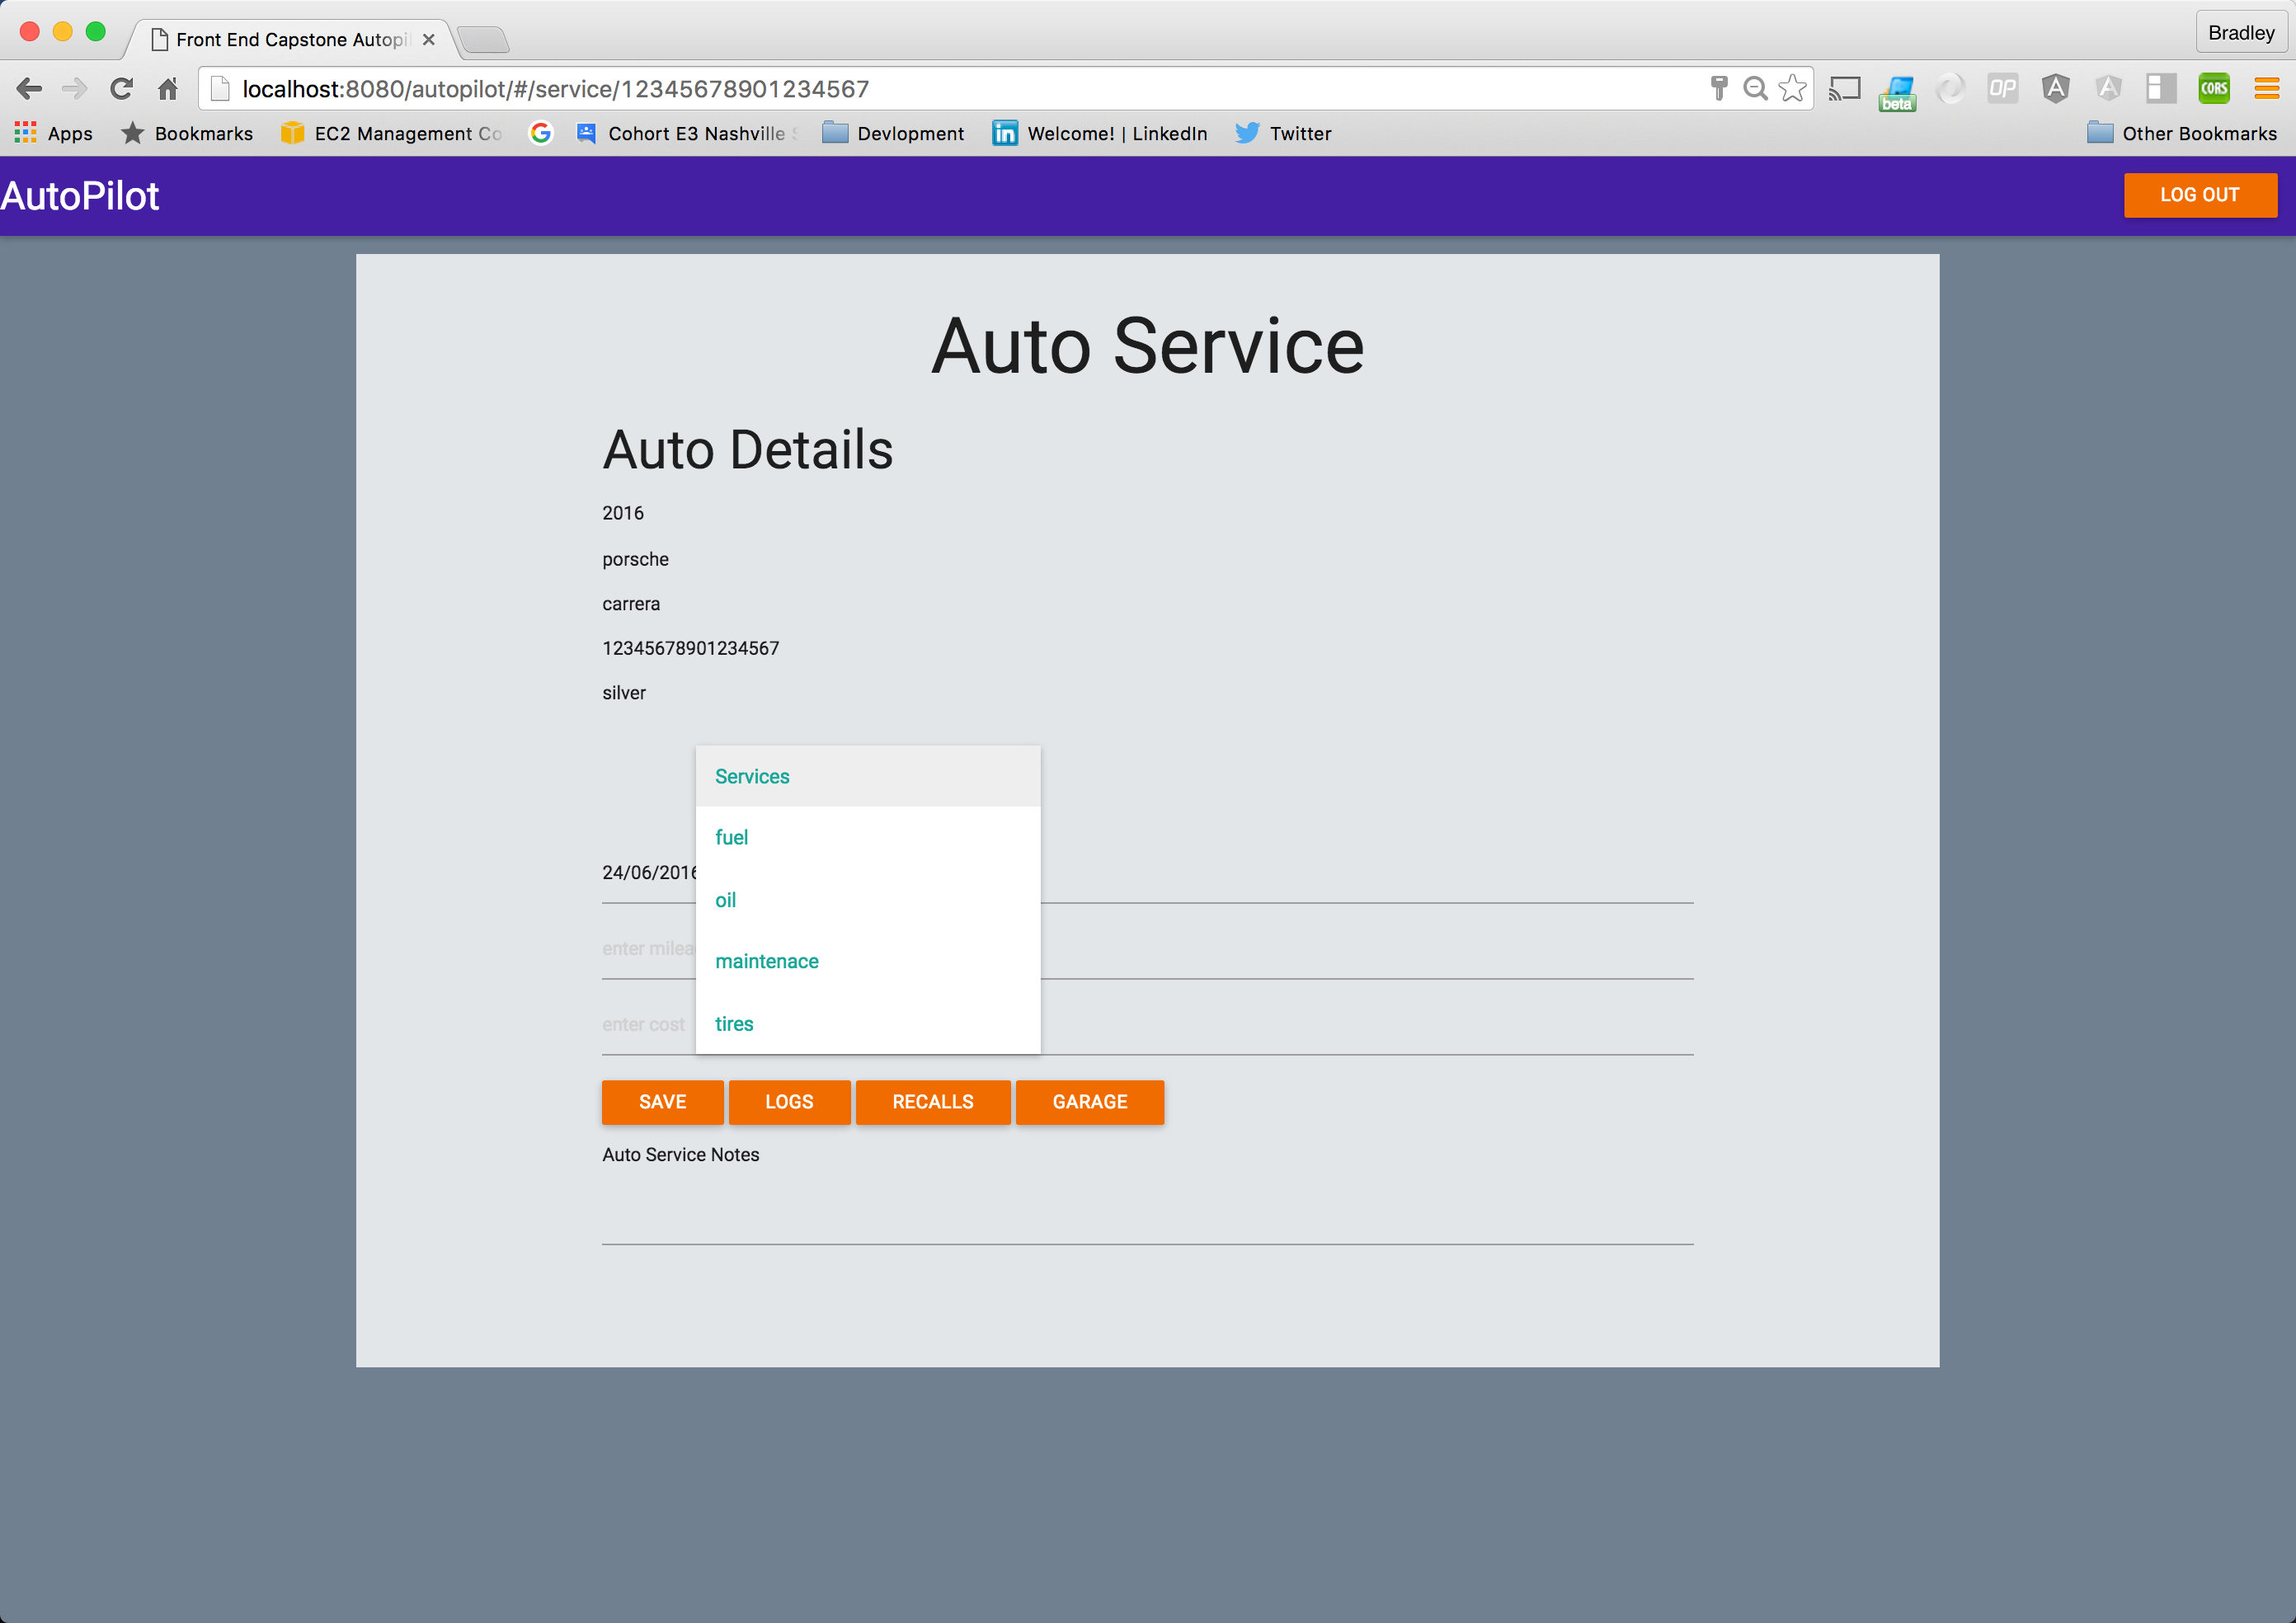 Front End Capstone Autopi
Bradley
localhost:8080/autopilot/#/service/12345678901234567
OP
beta
CORS
Apps
Bookmarks
EC2 Management Co
Cohort E3 Nashville
Devlopment
Welcome! | LinkedIn
Twitter
Other Bookmarks
AutoPilot
LOG OUT
Auto Service
Auto Details
2016
porsche
carrera
12345678901234567
silver
Services
fuel
24/06/2016
oil
enter milea
maintenace
enter cost
tires
SAVE
LOGS
RECALLS
GARAGE
Auto Service Notes